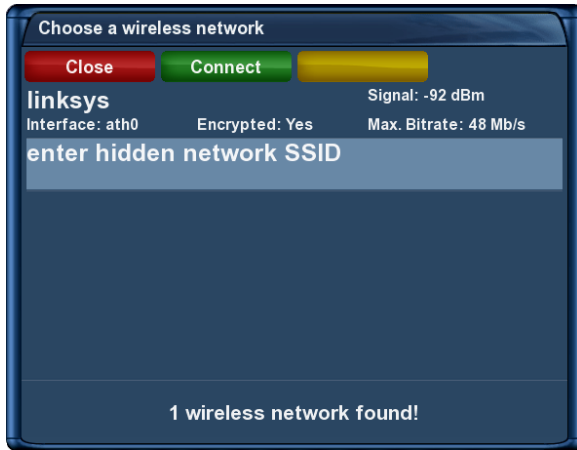 Choose a wireless network
Close Connect
linksys Signal: -92 dBm
Interface: ath0 Encrypted: Yes Max. Bitrate: 48 Mb/s
enter hidden network SSID
1 wireless network found!